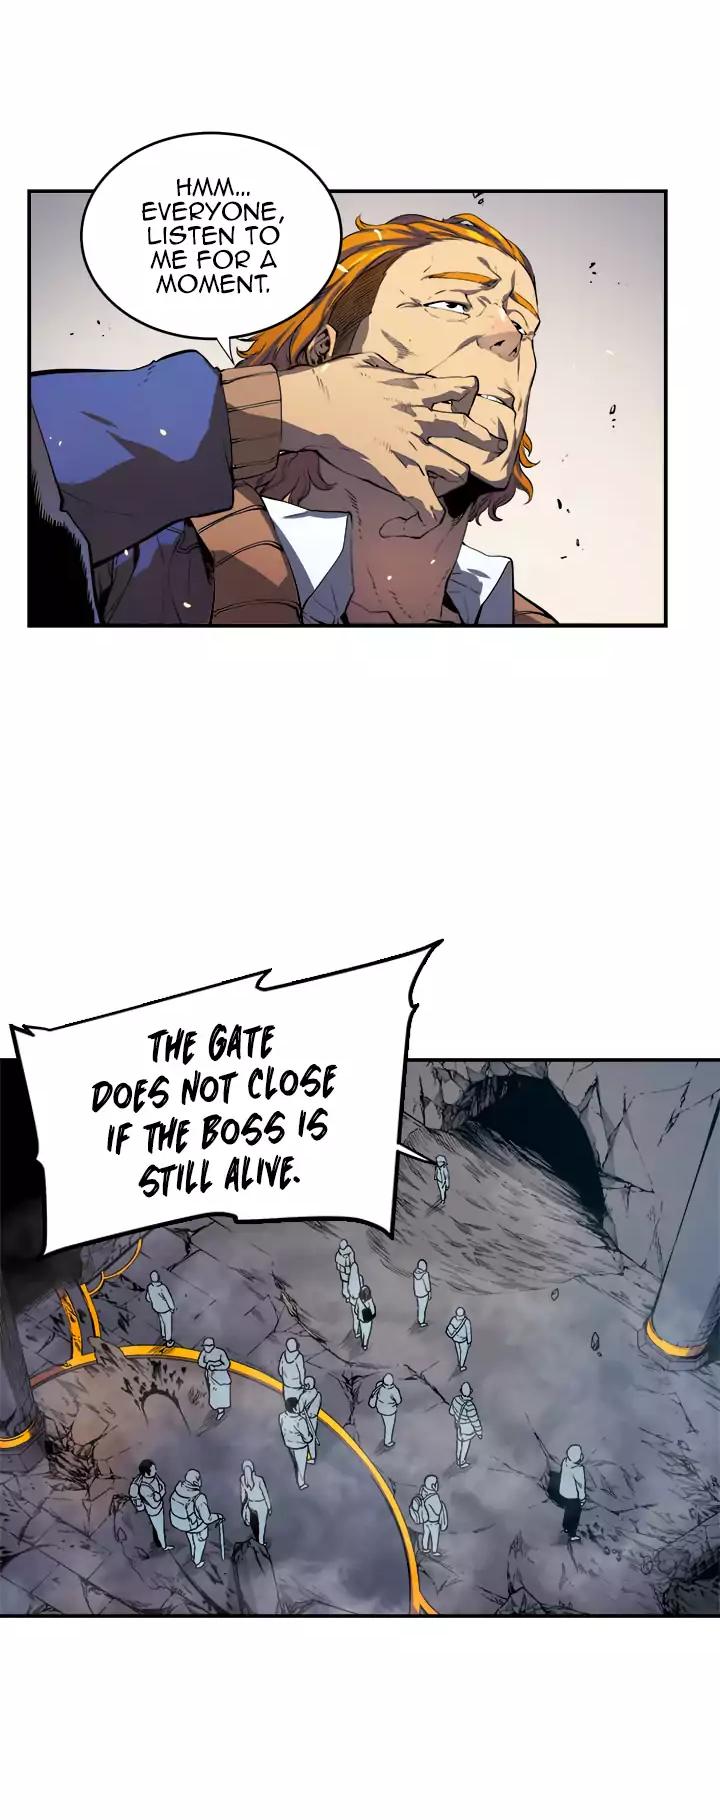 HMM...
EVERYONE,
LISTEN TO
ME FOR A
MOMENT.
THE GATE
DOES NOT CLOSE
IF THE BOSS IS
STILL ALIVE.